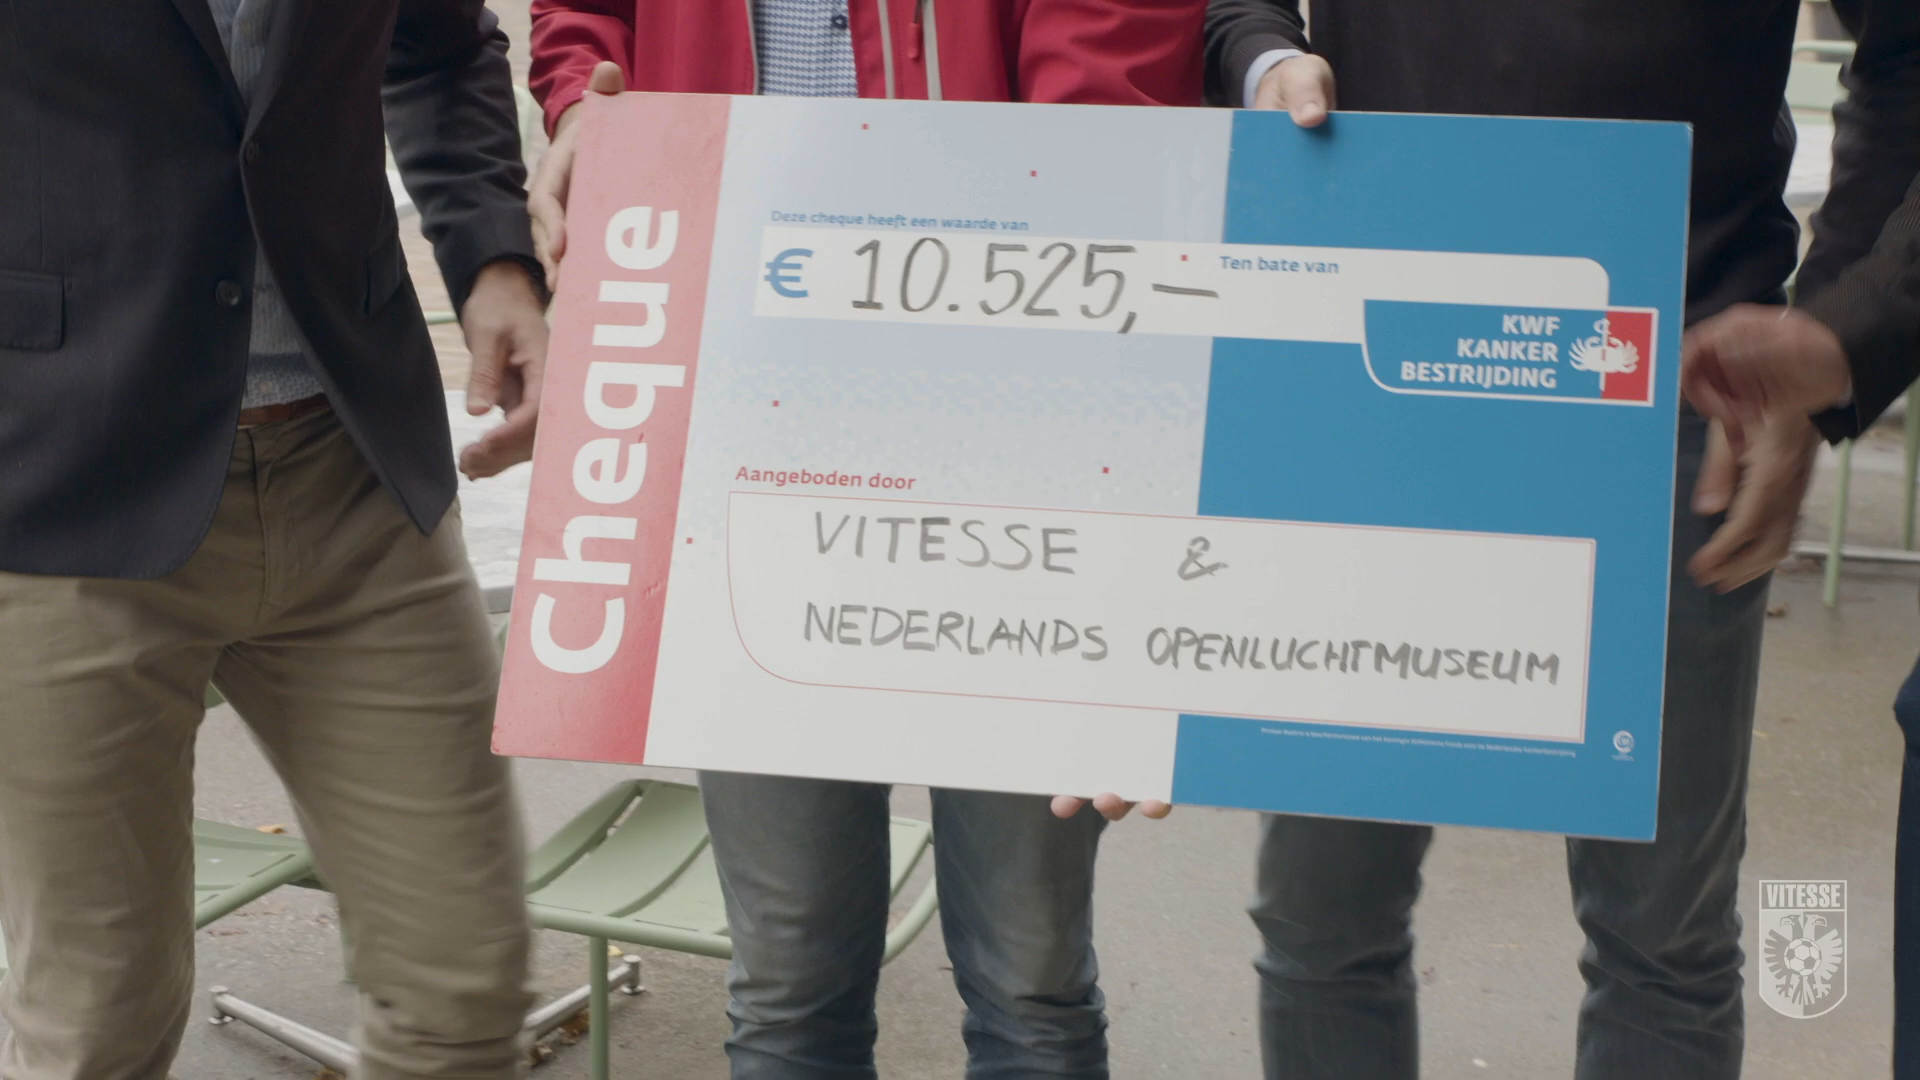 Cheque
Deze cheque heeft een waarde van
€ 10.525,—
Ten bate van
KWF
KANKER
BESTRIJDING
Aangeboden door
VITESSE &
NEDERLANDS OPENLUCHTMUSEUM
VITESSE